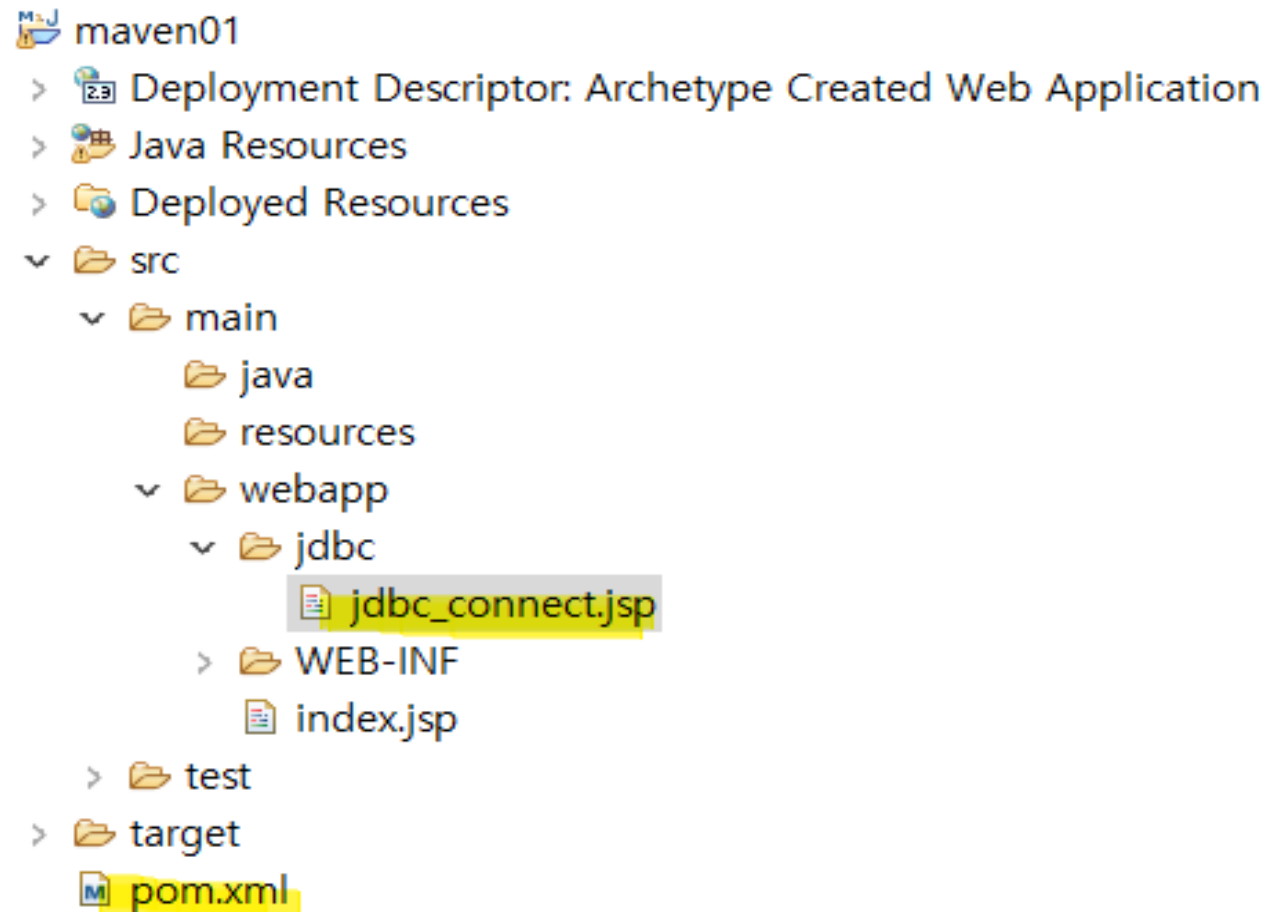 maven01
Deployment Descriptor: Archetype Created Web Application
Java Resources
Deployed Resources
src
main
java
resources
webapp
jdbc
jdbc_connect.jsp
WEB-INF
index.jsp
test
target
pom.xml